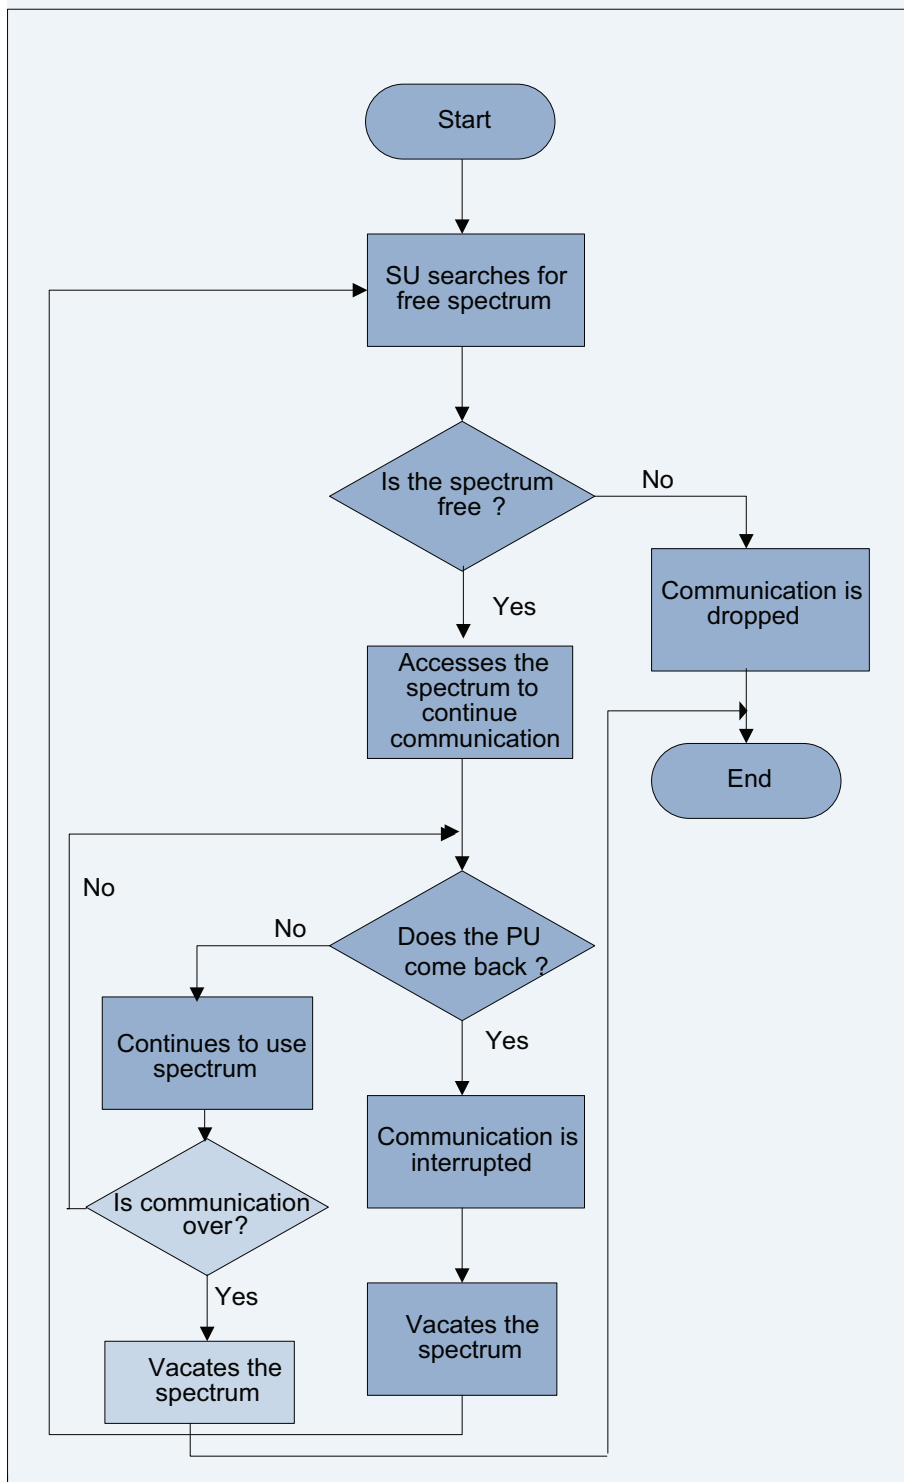 Start
SU searches for
free spectrum
Is the spectrum
free ?
No
Yes
Communication is
dropped
Accesses the
spectrum to
continue
communication
End
No
No
Does the PU
come back ?
Yes
Continues to use
spectrum
Communication is
interrupted
Is communication
over?
Yes
Vacates the
spectrum
Vacates the
spectrum